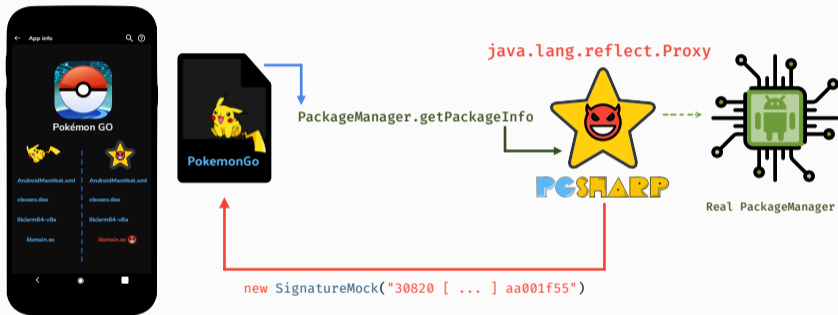 App info
Pokémon GO
AndroidManifest.xml
AndroidManifest.xml
classes.dex
classes.dex
lib/arm64-v8a
lib/arm64-v8a
libmain.so
libmain.so
PokemonGo
PackageManager.getPackageInfo
java.lang.reflect.Proxy
PGSHARP
Real PackageManager
new SignatureMock("30820 [ ... ] aa001f55")